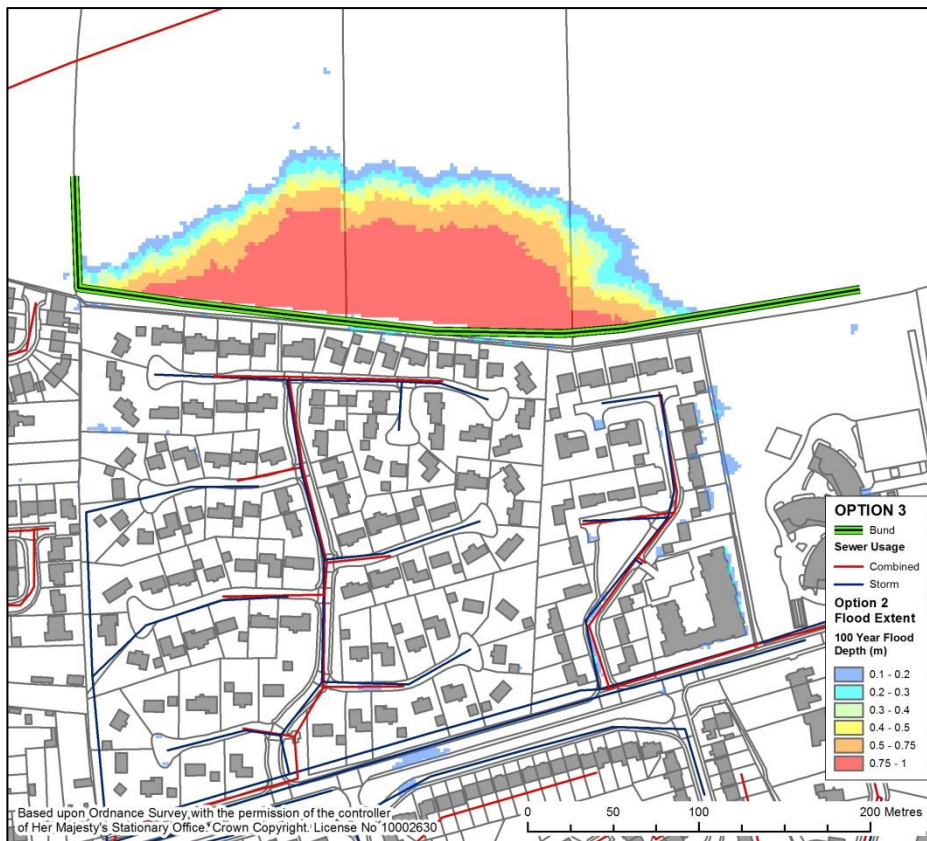 OPTION 3
Bund
Sewer Usage
Combined
Storm
Option 2
Flood Extent
100 Year Flood
Depth (m)
0.1 - 0.2
0.2 - 0.3
0.3 - 0.4
0.4 - 0.5
0.5 - 0.75
0.75 - 1
Based upon Ordnance Survey,with the permission of the controller
of Her Majesty's Stationary Office. Crown Copyright. License No 10002630
0 50 100 200 Metres